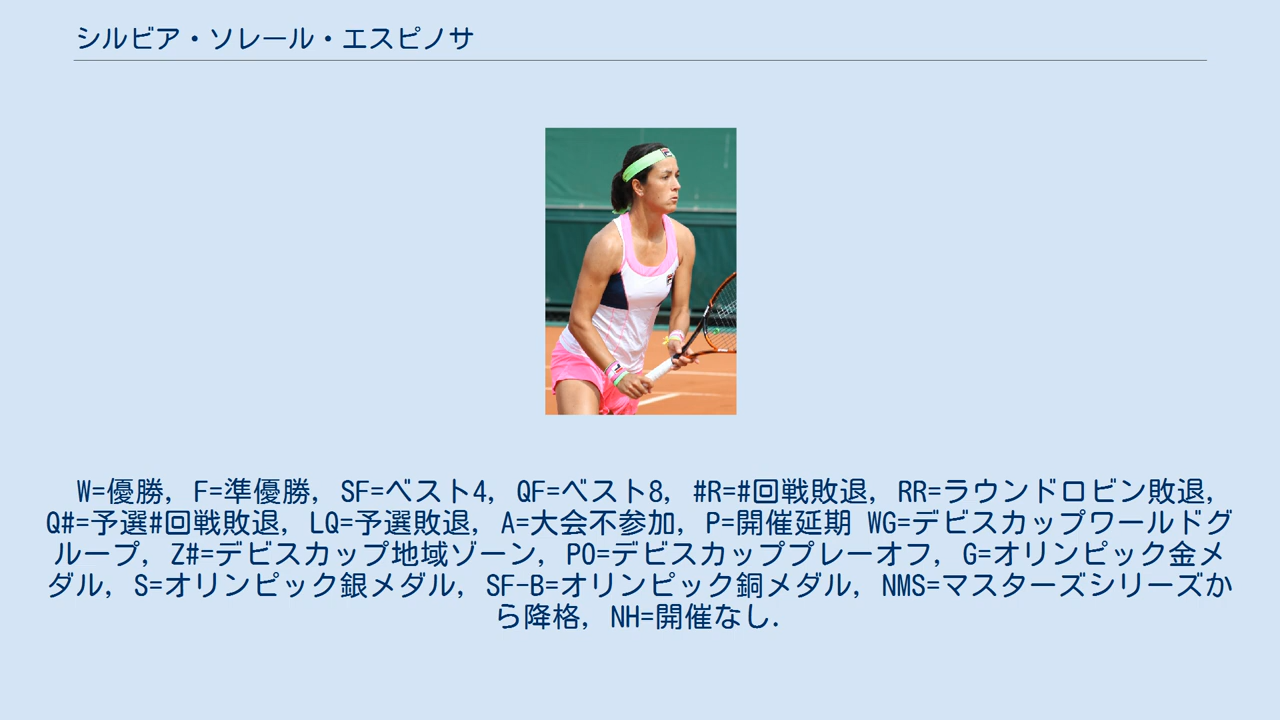 シルビア・ソレール・エスピノサ
W=優勝, F=準優勝, SF=ベスト4, QF=ベスト8, #R=#回戦敗退, RR=ラウンドロビン敗退,
Q#=予選#回戦敗退, LQ=予選敗退, A=大会不参加, P=開催延期 WG=デビスカップワールドグ
ループ, Z#=デビスカップ地域ゾーン, PO=デビスカッププレーオフ, G=オリンピック金メ
ダル, S=オリンピック銀メダル, SF-B=オリンピック銅メダル, NMS=マスターズシリーズか
ら降格, NH=開催なし.